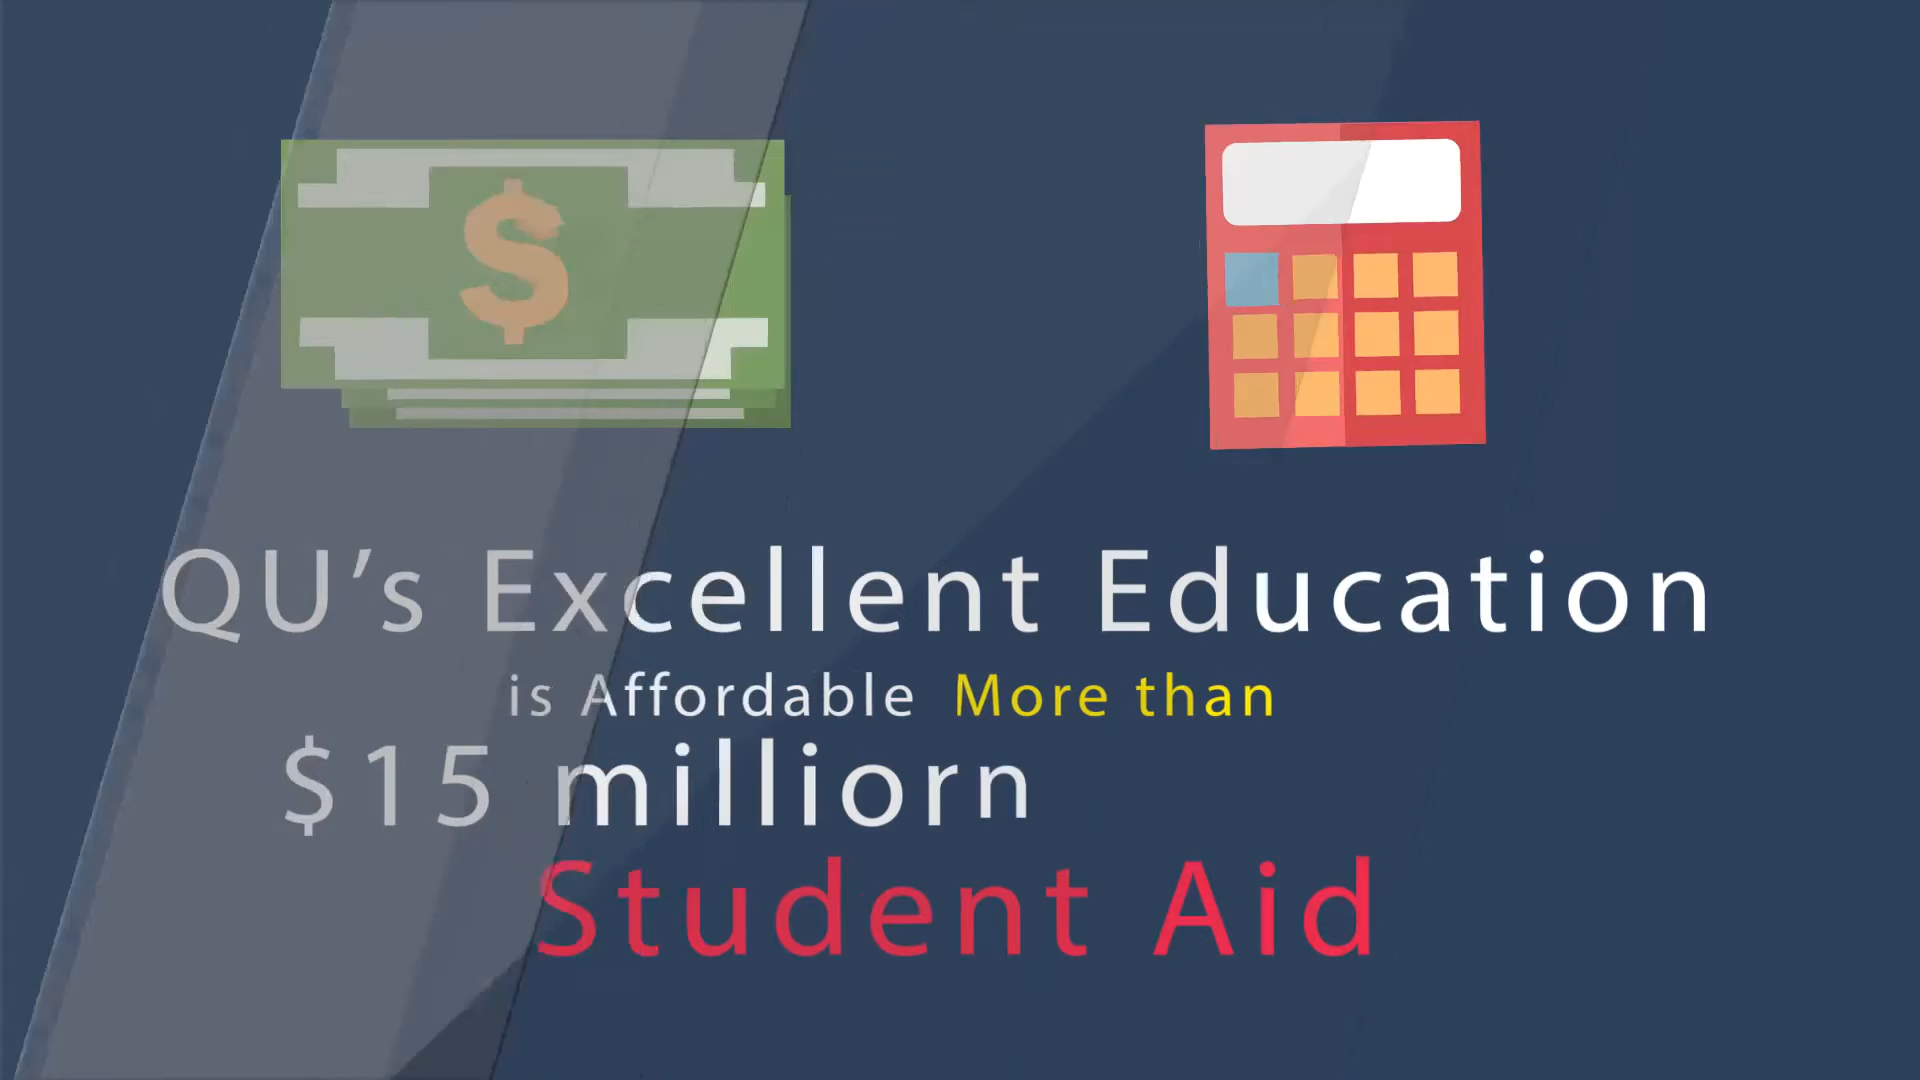 $
QU’s Excellent Education
is Affordable More than
$15 milliorn
Student Aid